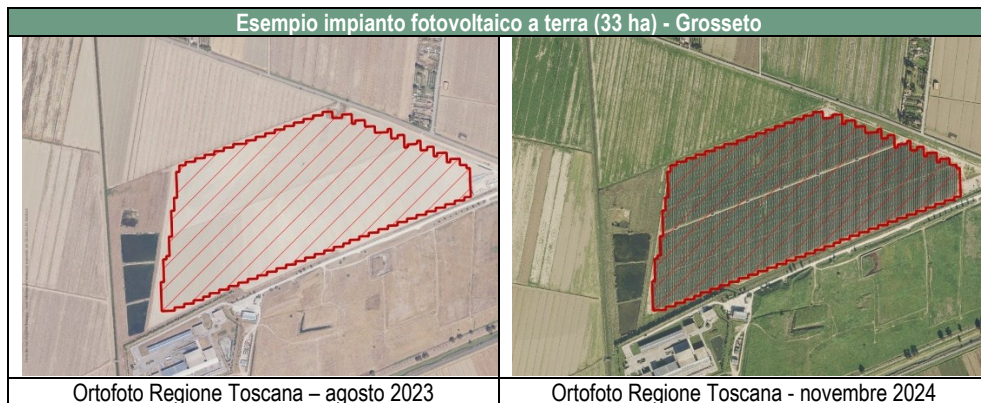 Esempio impianto fotovoltaico a terra (33 ha) - Grosseto
Ortofoto Regione Toscana – agosto 2023
Ortofoto Regione Toscana - novembre 2024